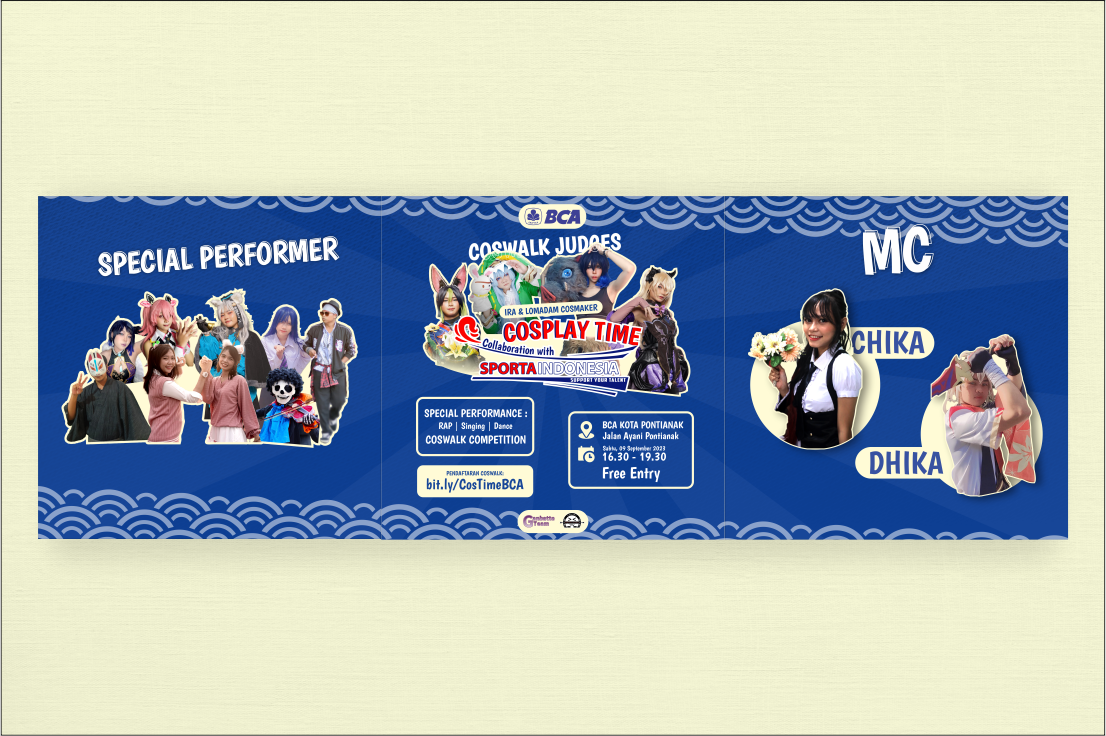 SPECIAL PERFORMER
BCA
COSWALK JUDGES
IRA & LOMADAM COSMAKER
COSPLAY TIME
Collaboration with
SPORTA INDONESIA
SUPPORT YOUR TALENT
SPECIAL PERFORMANCE :
RAP | Singing | Dance
COSWALK COMPETITION
PENDAFTARAN COSWALK:
bit.ly/CosTimeBCA
BCA KOTA PONTIANAK
Jalan Ayani Pontianak
Sabtu, 09 September 2023
16.30 - 19.30
Free Entry
Team
MC
CHIKA
DHIKA